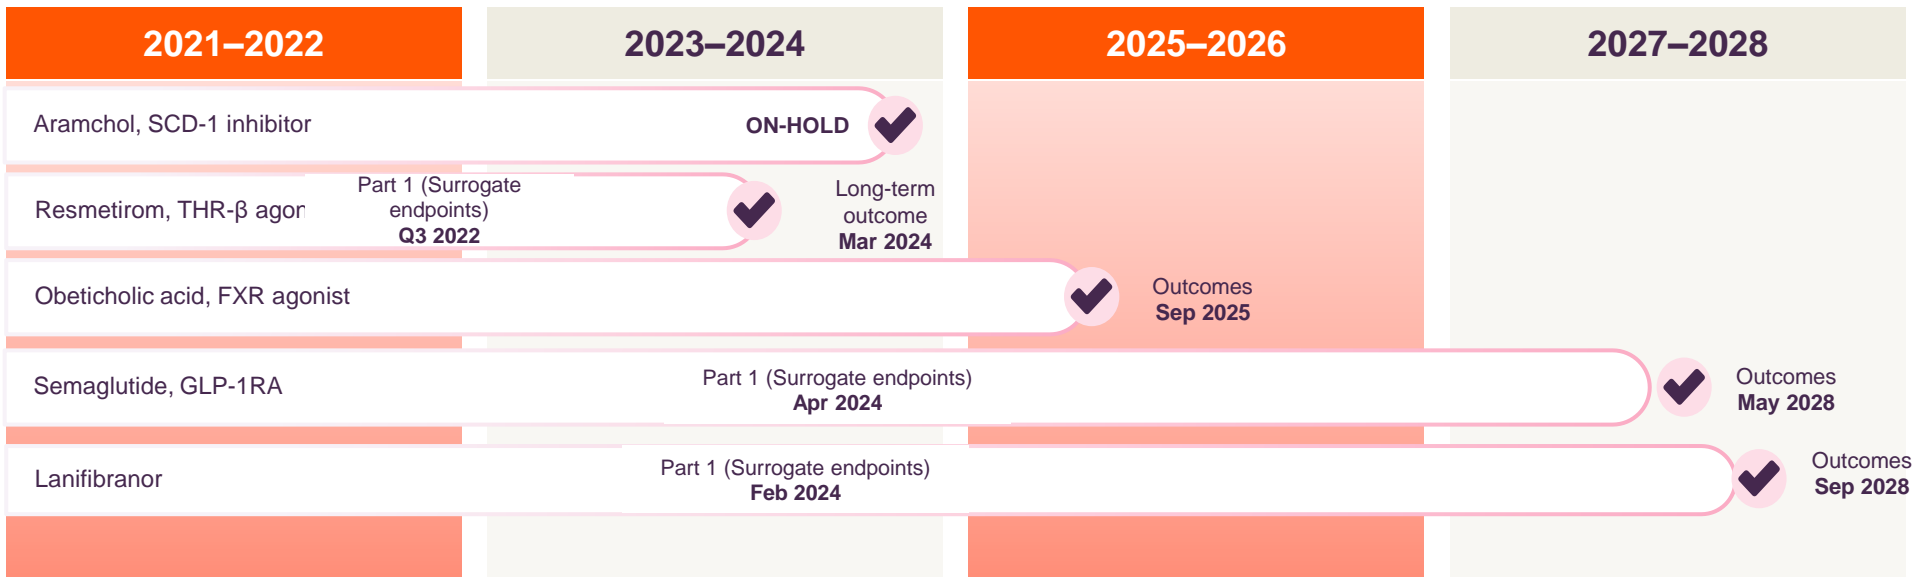 2021–2022
2023–2024
2025–2026
2027–2028
Aramchol, SCD-1 inhibitor
ON-HOLD
Resmetirom, THR-β agon
Part 1 (Surrogate
endpoints)
Q3 2022
Long-term
outcome
Mar 2024
Obeticholic acid, FXR agonist
Outcomes
Sep 2025
Semaglutide, GLP-1RA
Part 1 (Surrogate endpoints)
Apr 2024
Outcomes
May 2028
Lanifibranor
Part 1 (Surrogate endpoints)
Feb 2024
Outcomes
Sep 2028